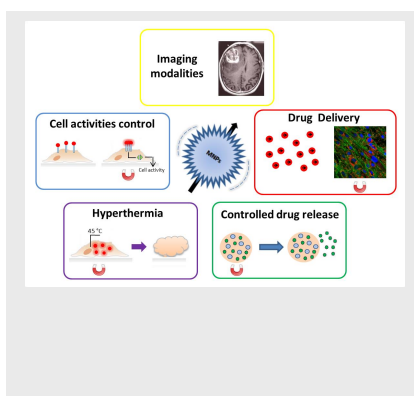 Imaging
modalities
Cell activities control
Cell activity
MNPs
Drug Delivery
Hyperthermia
45 °C
Controlled drug release